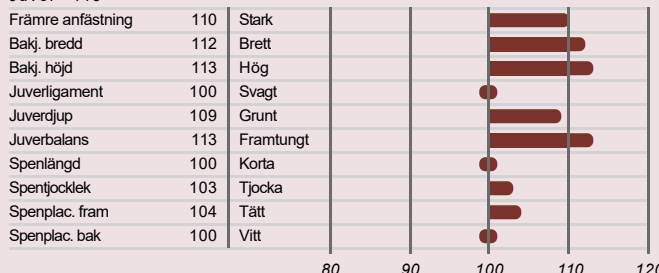 Främre anfästning 110 Stark
Bakj. bredd 112 Brett
Bakj. höjd 113 Hög
Juverligament 100 Svagt
Juverdjup 109 Grunt
Juverbalans 113 Framtungt
Spenlängd 100 Korta
Spentjocklek 103 Tjocka
Spenplac. fram 104 Tätt
Spenplac. bak 100 Vitt
80 90 100 110 120